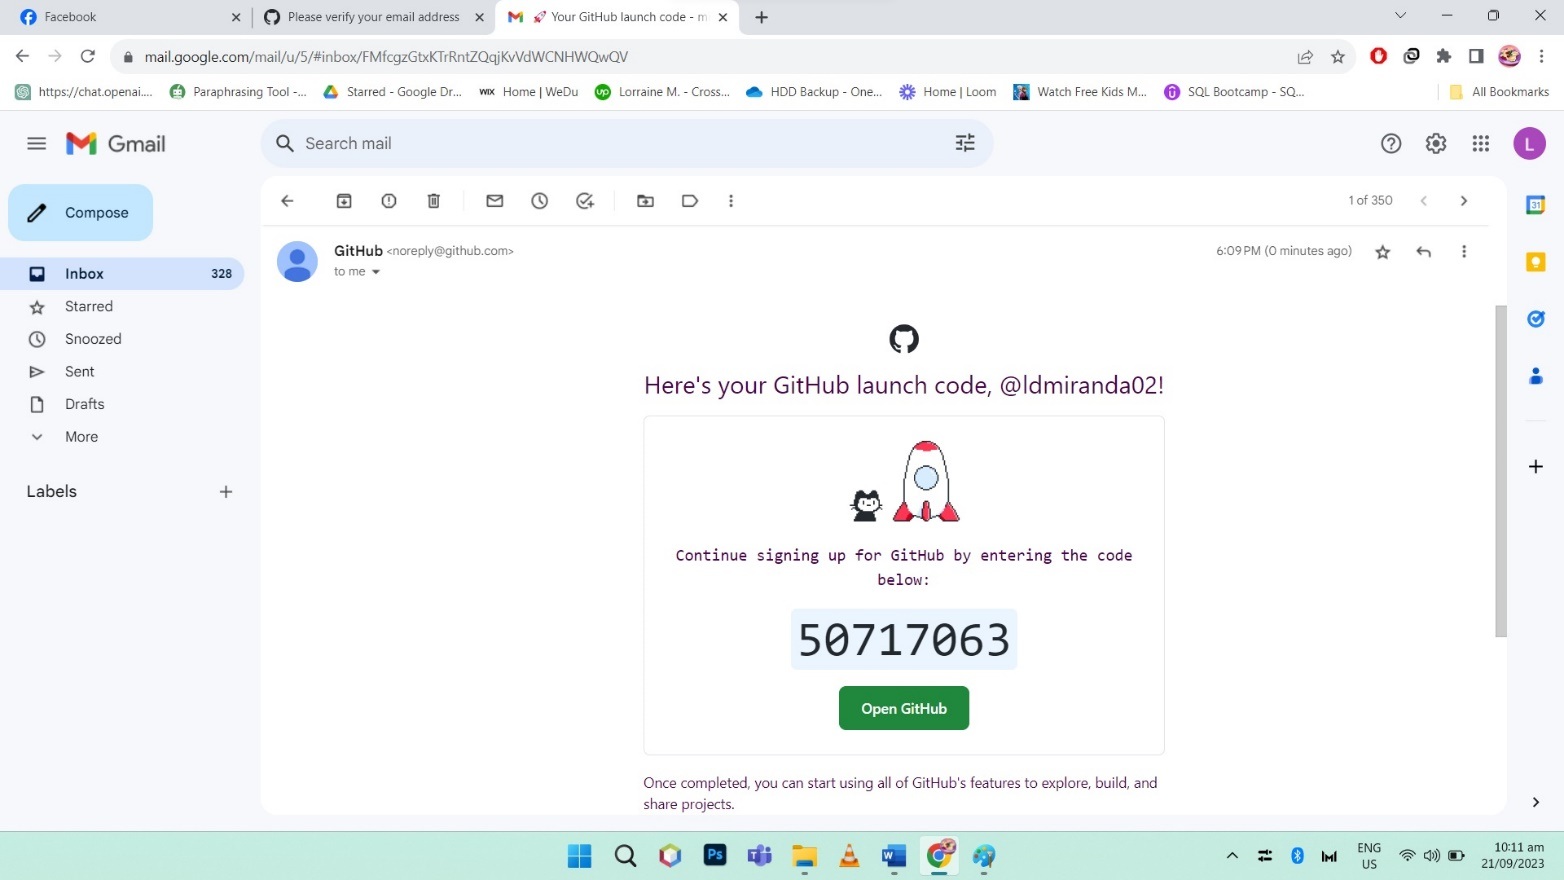 Facebook
Please verify your email address
🚀 Your GitHub launch code - m
mail.google.com/mail/u/5/#inbox/FMfcgzGtxKTrRntZQqjKvVdWCNHWQwQV
https://chat.openai....
Paraphrasing Tool -...
Starred - Google Dr...
WIX
Home | WeDu
up
Lorraine M. - Cross...
HDD Backup - One...
Home | Loom
Watch Free Kids M...
SQL Bootcamp - SQ...
All Bookmarks
Gmail
Search mail
L
Compose
1 of 350
31
GitHub <noreply@github.com>
6:09 PM (0 minutes ago)
to me
Inbox
328
Starred
Snoozed
Sent
Drafts
More
Labels
Here's your GitHub launch code, @ldmiranda02!
Continue signing up for GitHub by entering the code
below:
50717063
Open GitHub
Once completed, you can start using all of GitHub's features to explore, build, and
share projects.
Ps
W
ENG
US
10:11 am
21/09/2023